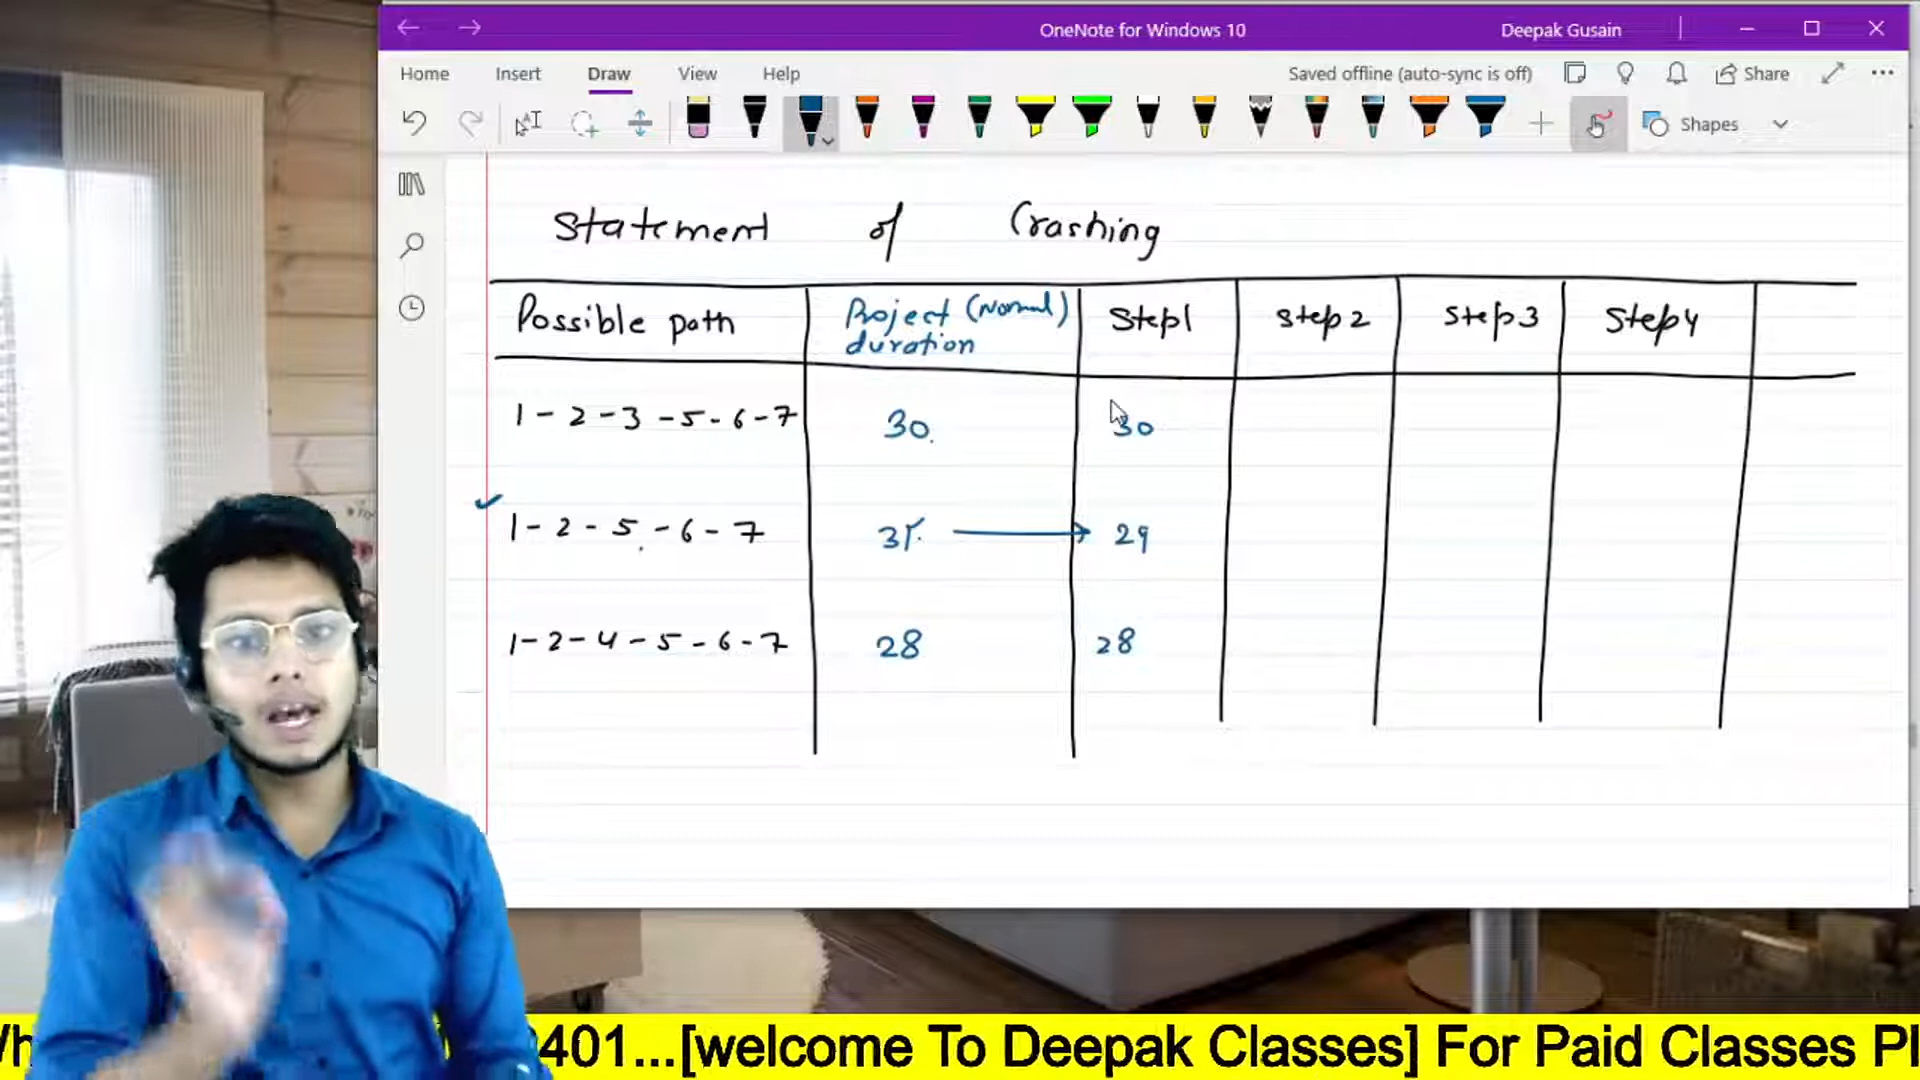 OneNote for Windows 10
Deepak Gusain
Home Insert Draw View Help
Saved offline (auto-sync is off)
Share
Shapes
Statement of Crashing
Possible path
Project (Normal) duration
Step1
Step2
Step3
Step4
1-2-3-5-6-7 30 30
1-2-5-6-7 31 29
1-2-4-5-6-7 28 28
401...[welcome To Deepak Classes] For Paid Classes Pl